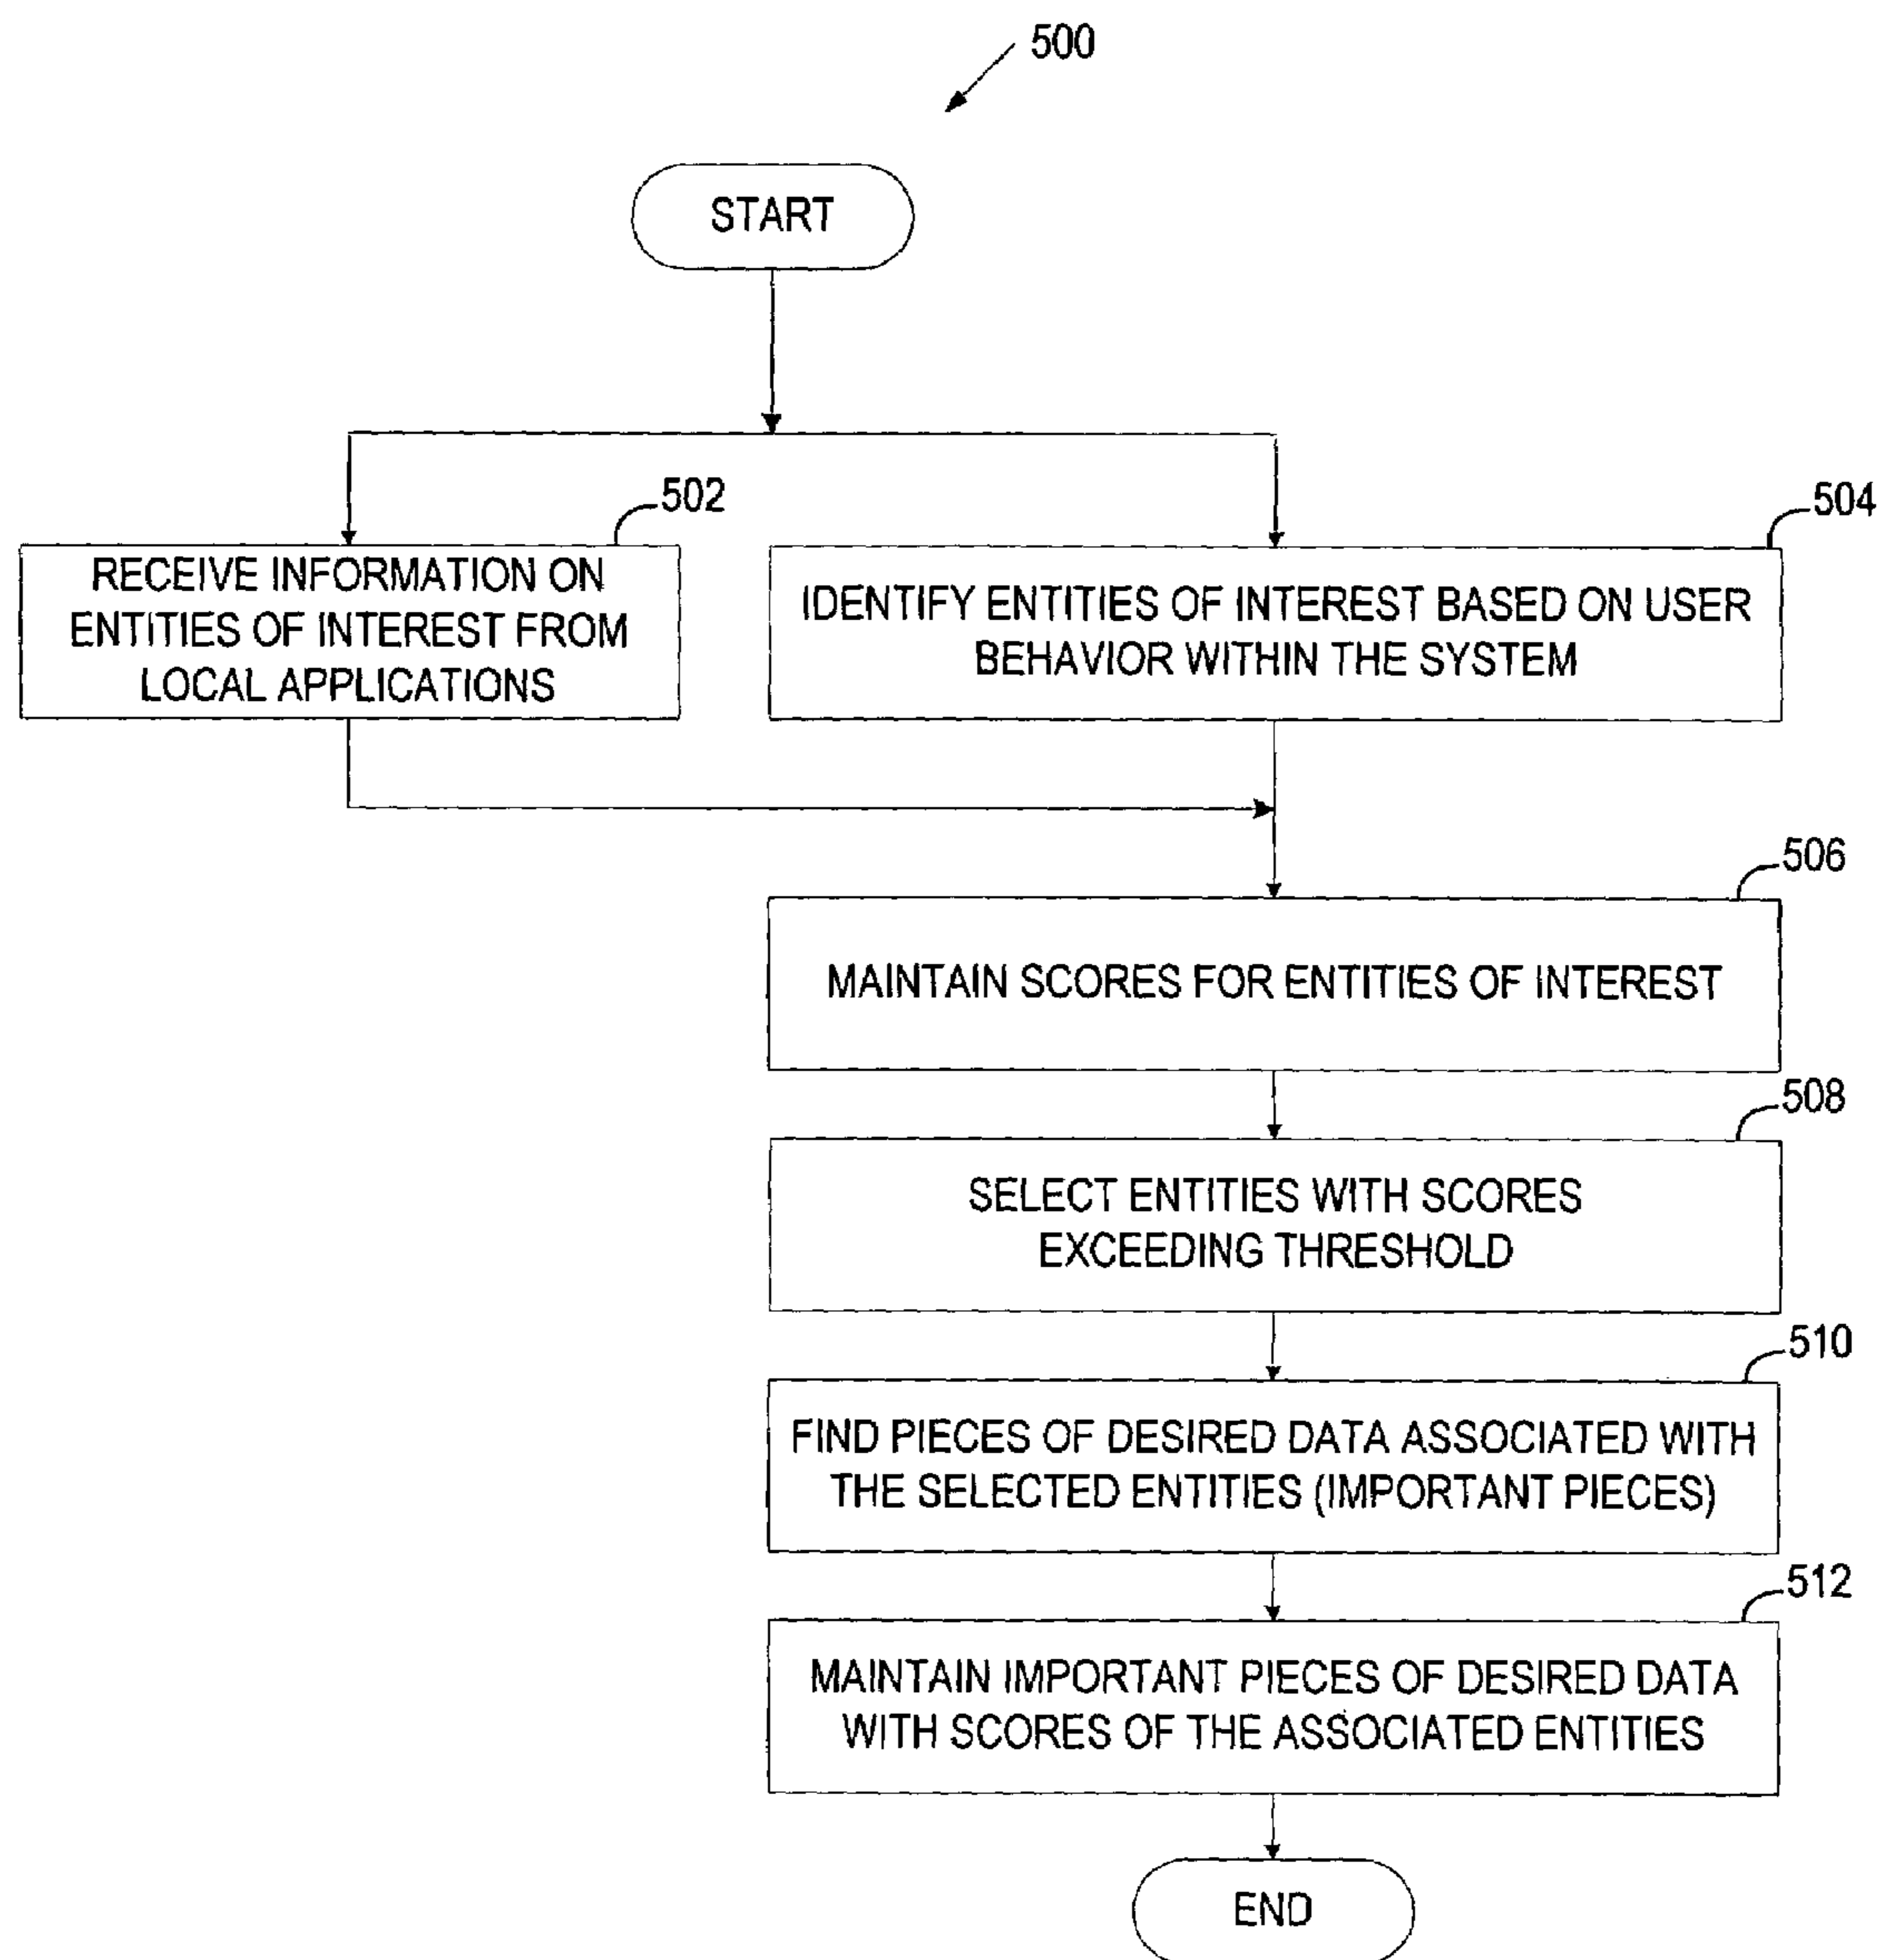 500
START
502
RECEIVE INFORMATION ON
ENTITIES OF INTEREST FROM
LOCAL APPLICATIONS
504
IDENTIFY ENTITIES OF INTEREST BASED ON USER
BEHAVIOR WITHIN THE SYSTEM
506
MAINTAIN SCORES FOR ENTITIES OF INTEREST
508
SELECT ENTITIES WITH SCORES
EXCEEDING THRESHOLD
510
FIND PIECES OF DESIRED DATA ASSOCIATED WITH
THE SELECTED ENTITIES (IMPORTANT PIECES)
512
MAINTAIN IMPORTANT PIECES OF DESIRED DATA
WITH SCORES OF THE ASSOCIATED ENTITIES
END